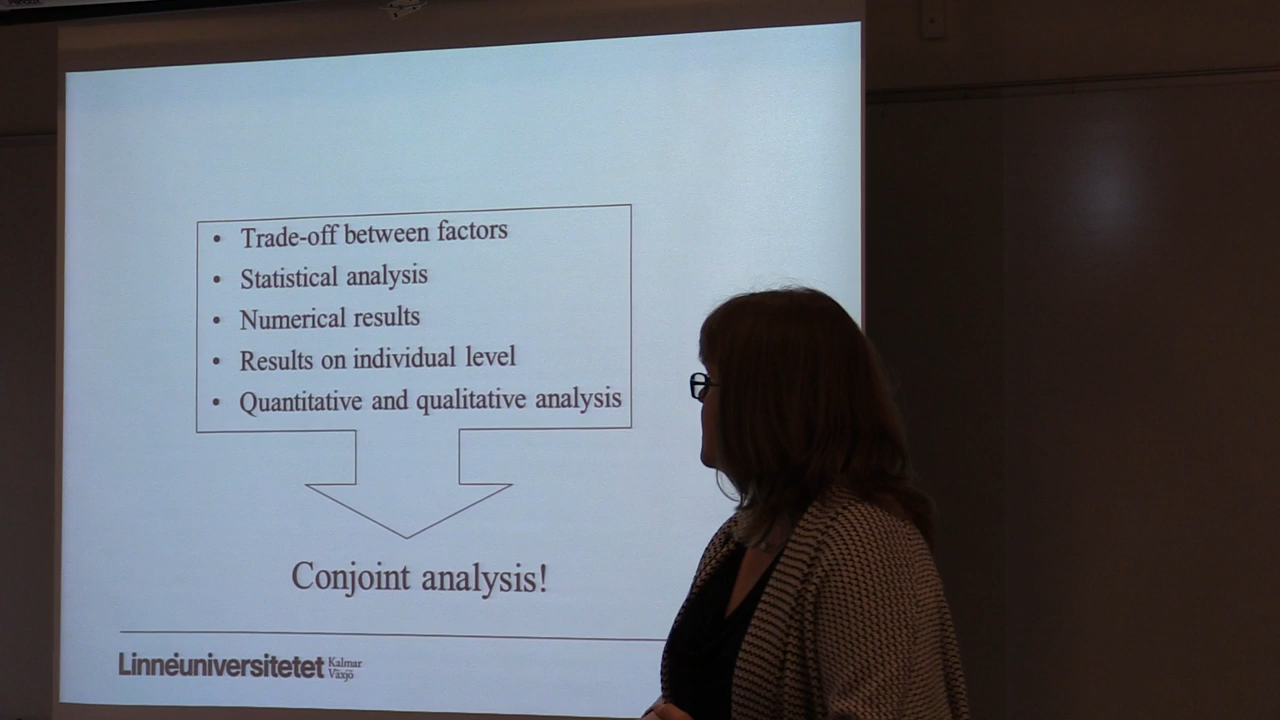 • Trade-off between factors
• Statistical analysis
• Numerical results
• Results on individual level
• Quantitative and qualitative analysis
Conjoint analysis!
Linnéuniversitetet Kalmar Växjö